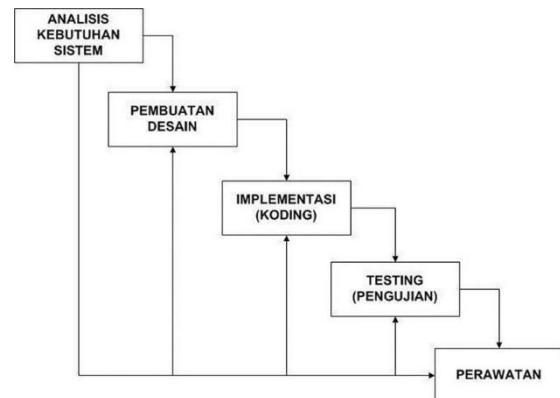 ANALISIS
KEBUTUHAN
SISTEM
PEMBUATAN
DESAIN
IMPLEMENTASI
(KODING)
TESTING
(PENGUJIAN)
PERAWATAN